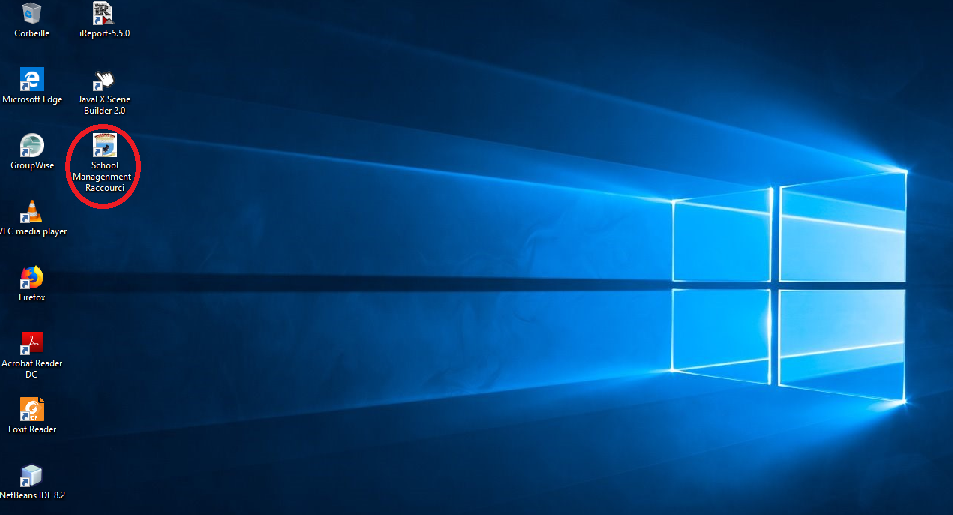 Corbeille
iReport-5.5.0
Microsoft Edge
JavaFX Scene
Builder 2.0
GroupWise
School
Managenment
Raccourci
VLC media player
Firefox
Acrobat Reader
DC
Foxit Reader
NetBeans IDE 8.2